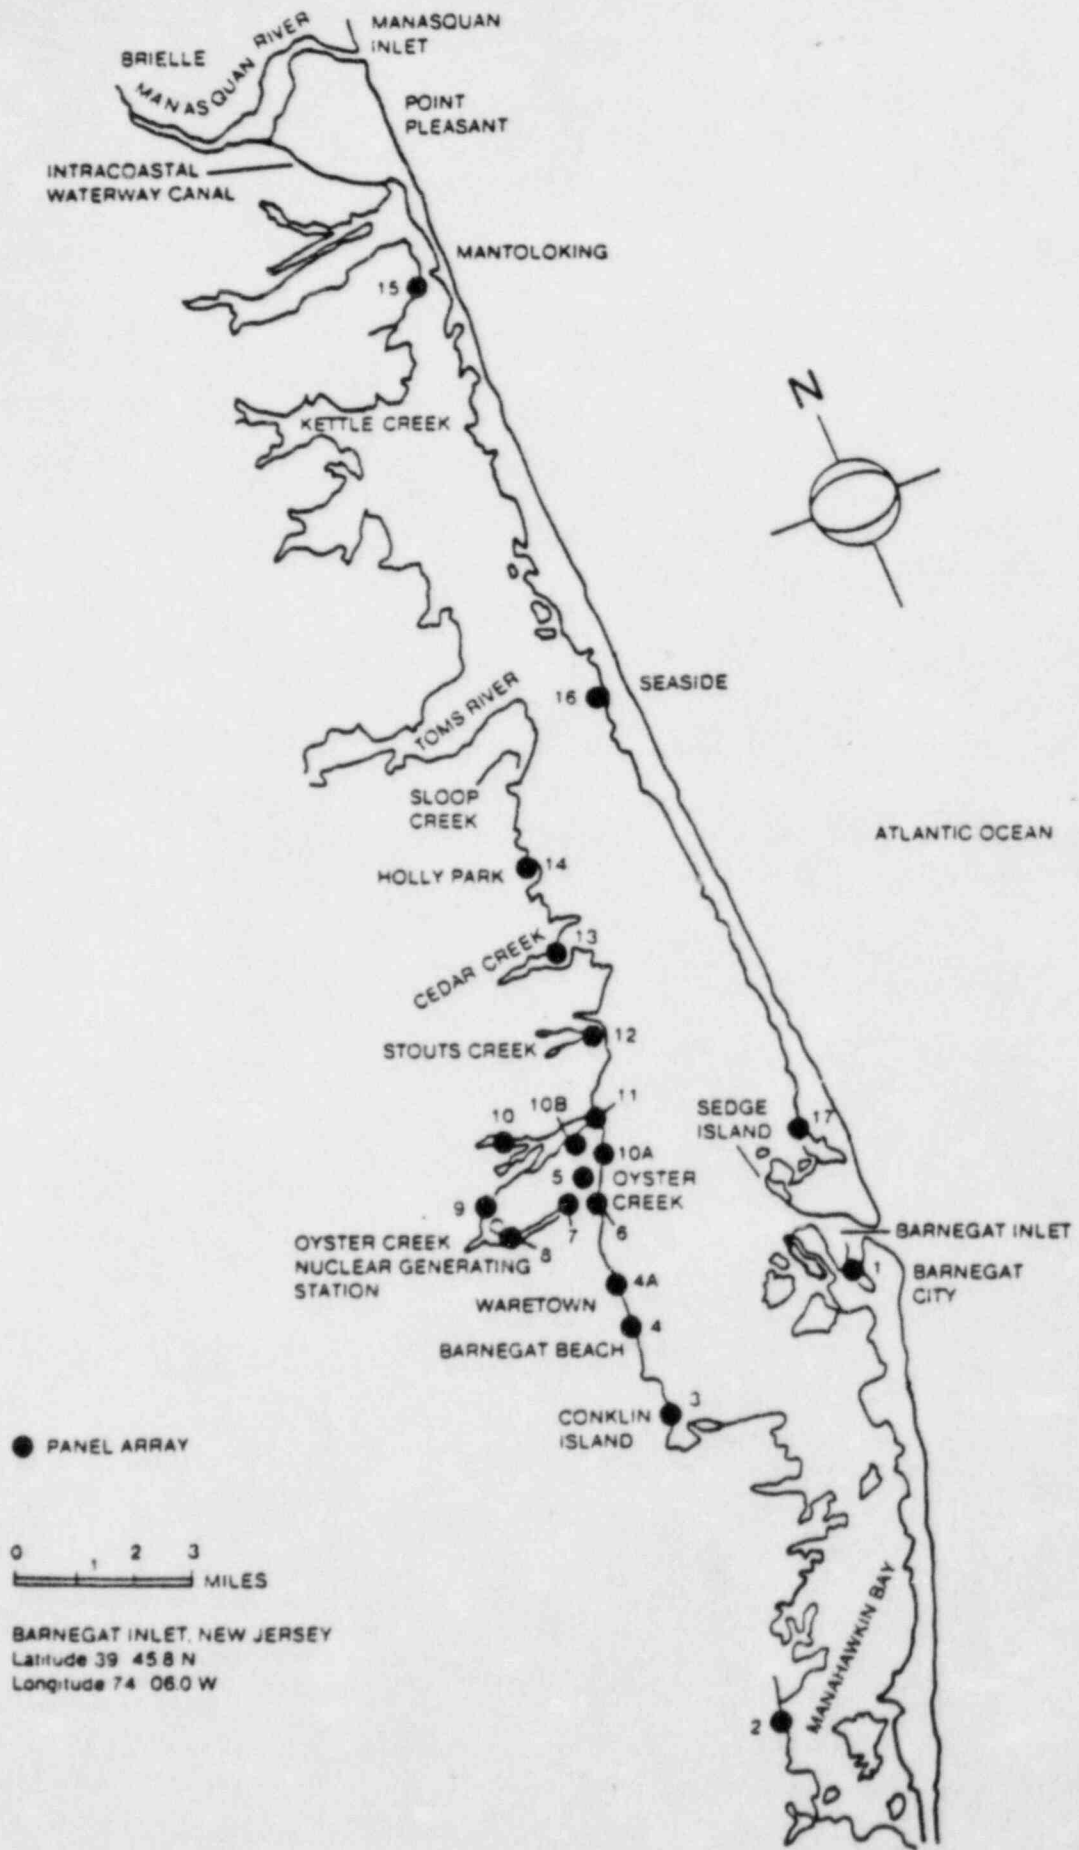 MANASQUAN
INLET
BRIELLE
MANASQUAN RIVER
POINT
PLEASANT
INTRACOASTAL
WATERWAY CANAL
MANTOLOKING
15
N
KETTLE CREEK
SEASIDE
16
TOMS RIVER
SLOOP
CREEK
ATLANTIC OCEAN
HOLLY PARK
14
CEDAR CREEK
13
STOUTS CREEK
12
11
10B
10
SEDGE
ISLAND
17
10A
5
OYSTER
CREEK
9
7
6
8
OYSTER CREEK
NUCLEAR GENERATING
STATION
BARNEGAT INLET
1
BARNEGAT
CITY
4A
WARETOWN
4
BARNEGAT BEACH
3
CONKLIN
ISLAND
PANEL ARRAY
0 1 2 3
MILES
BARNEGAT INLET, NEW JERSEY
Latitude 39 45.8 N
Longitude 74 06.0 W
MANAHAWKIN BAY
2